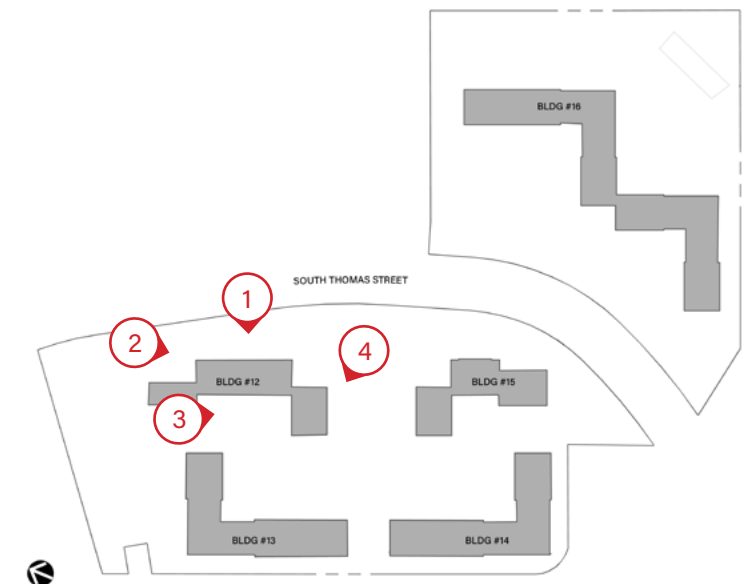 BLDG #16
SOUTH THOMAS STREET
1
2
4
BLDG #12
BLDG #15
3
BLDG #13
BLDG #14